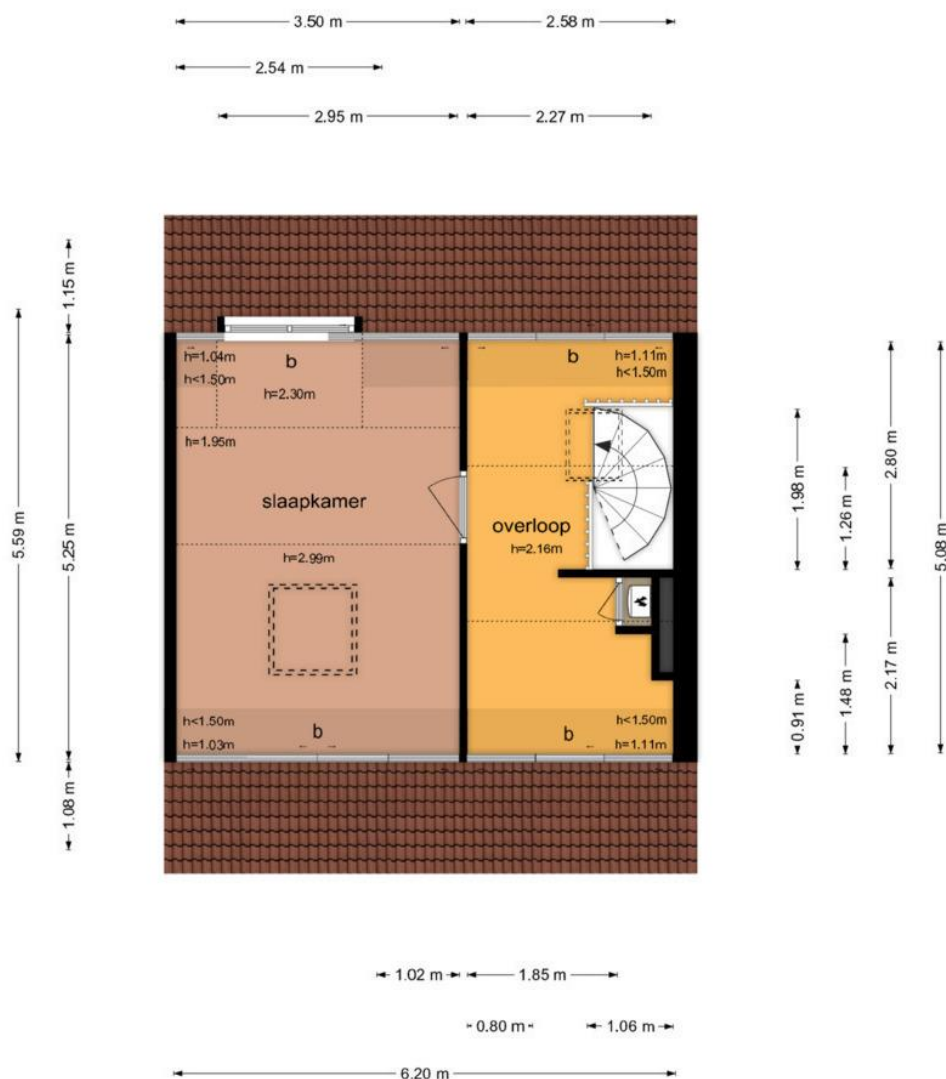 3.50 m
2.58 m
2.54 m
2.95 m
2.27 m
1.15 m
5.59 m
5.25 m
1.08 m
b
h=1.04m
h<1.50m
h=2.30m
h=1.95m
slaapkamer
h=2.99m
h<1.50m
b
h=1.03m
b
h=1.11m
h<1.50m
overloop
h=2.16m
h<1.50m
b
h=1.11m
1.98 m
1.26 m
2.80 m
5.08 m
0.91 m
1.48 m
2.17 m
1.02 m
1.85 m
0.80 m
1.06 m
6.20 m